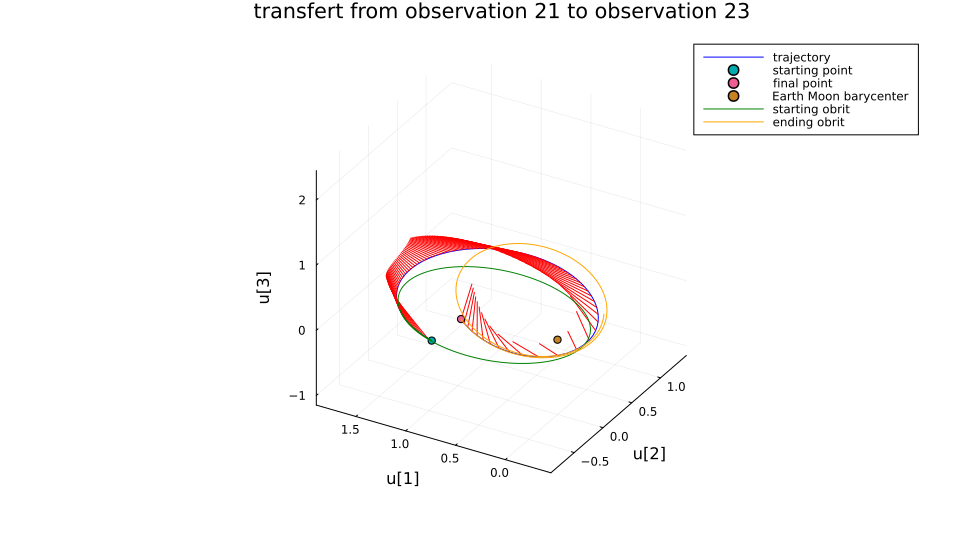 transfert from observation 21 to observation 23
trajectory
starting point
final point
Earth Moon barycenter
starting obrit
ending obrit
2
1
0
−1
u[3]
1.5
1.0
0.5
0.0
u[1]
−0.5
0.0
0.5
1.0
u[2]